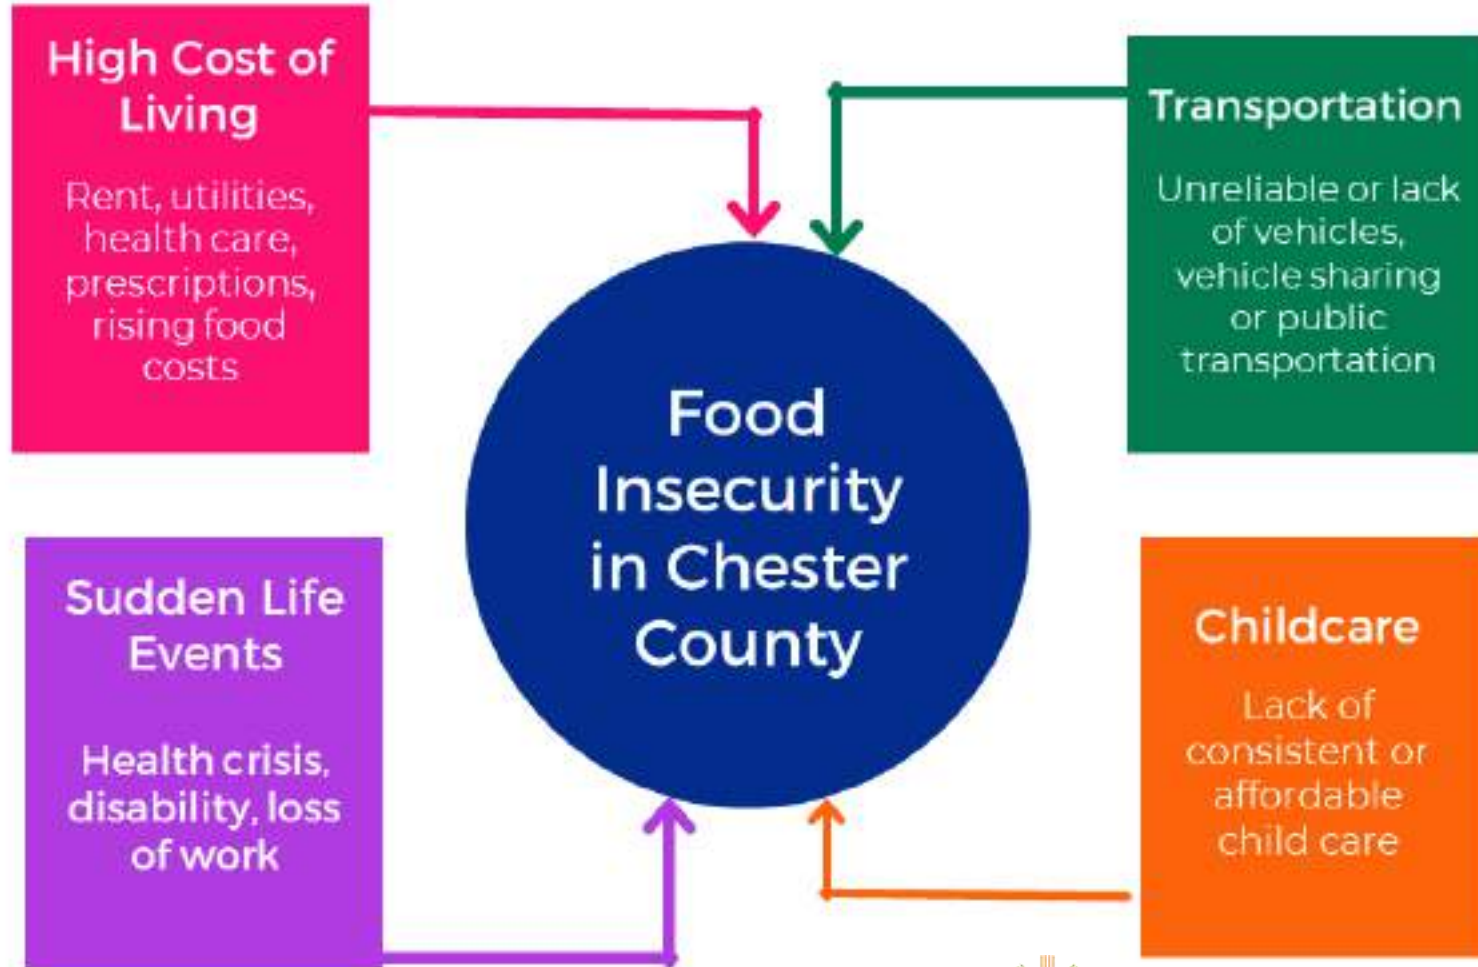 High Cost of
Living
Rent, utilities,
health care,
prescriptions,
rising food
costs
Transportation
Unreliable or lack
of vehicles,
vehicle sharing
or public
transportation
Food
Insecurity
in Chester
County
Sudden Life
Events
Health crisis,
disability, loss
of work
Childcare
Lack of
consistent or
affordable
child care